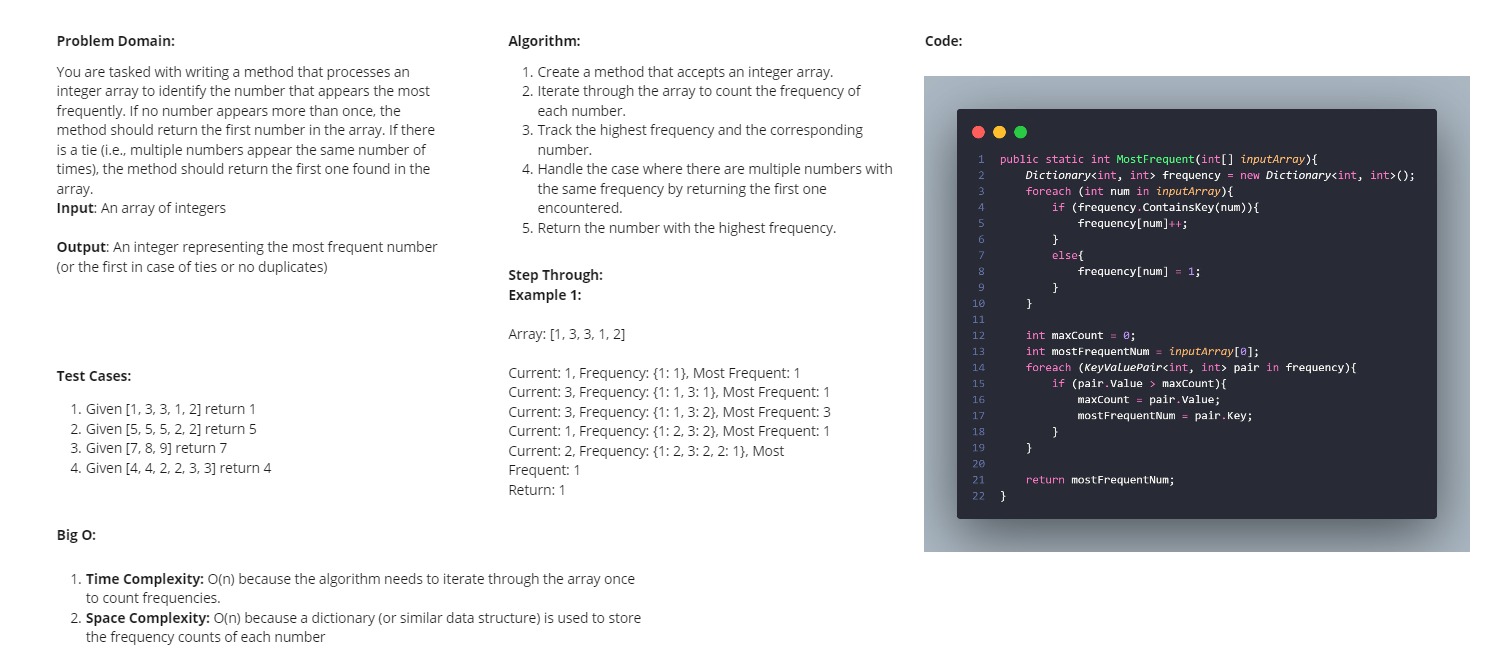 Problem Domain:
You are tasked with writing a method that processes an
integer array to identify the number that appears the most
frequently. If no number appears more than once, the
method should return the first number in the array. If there
is a tie (i.e., multiple numbers appear the same number of
times), the method should return the first one found in the
array.
Input: An array of integers
Output: An integer representing the most frequent number
(or the first in case of ties or no duplicates)
Test Cases:
1. Given [1, 3, 3, 1, 2] return 1
2. Given [5, 5, 5, 2, 2] return 5
3. Given [7, 8, 9] return 7
4. Given [4, 4, 2, 2, 3, 3] return 4
Algorithm:
1. Create a method that accepts an integer array.
2. Iterate through the array to count the frequency of
each number.
3. Track the highest frequency and the corresponding
number.
4. Handle the case where there are multiple numbers with
the same frequency by returning the first one
encountered.
5. Return the number with the highest frequency.
Step Through:
Example 1:
Array: [1, 3, 3, 1, 2]
Current: 1, Frequency: {1: 1}, Most Frequent: 1
Current: 3, Frequency: {1: 1, 3: 1}, Most Frequent: 1
Current: 3, Frequency: {1: 1, 3: 2}, Most Frequent: 3
Current: 1, Frequency: {1: 2, 3: 2}, Most Frequent: 1
Current: 2, Frequency: {1: 2, 3: 2, 2: 1}, Most
Frequent: 1
Return: 1
Big O:
1. Time Complexity: O(n) because the algorithm needs to iterate through the array once
to count frequencies.
2. Space Complexity: O(n) because a dictionary (or similar data structure) is used to store
the frequency counts of each number
Code:
1 public static int MostFrequent(int[] inputArray){
2     Dictionary<int, int> frequency = new Dictionary<int, int>();
3     foreach (int num in inputArray){
4         if (frequency.ContainsKey(num)){
5             frequency[num]++;
6         }
7         else{
8             frequency[num] = 1;
9         }
10     }
11
12     int maxCount = 0;
13     int mostFrequentNum = inputArray[0];
14     foreach (KeyValuePair<int, int> pair in frequency){
15         if (pair.Value > maxCount){
16             maxCount = pair.Value;
17             mostFrequentNum = pair.Key;
18         }
19     }
20
21     return mostFrequentNum;
22 }